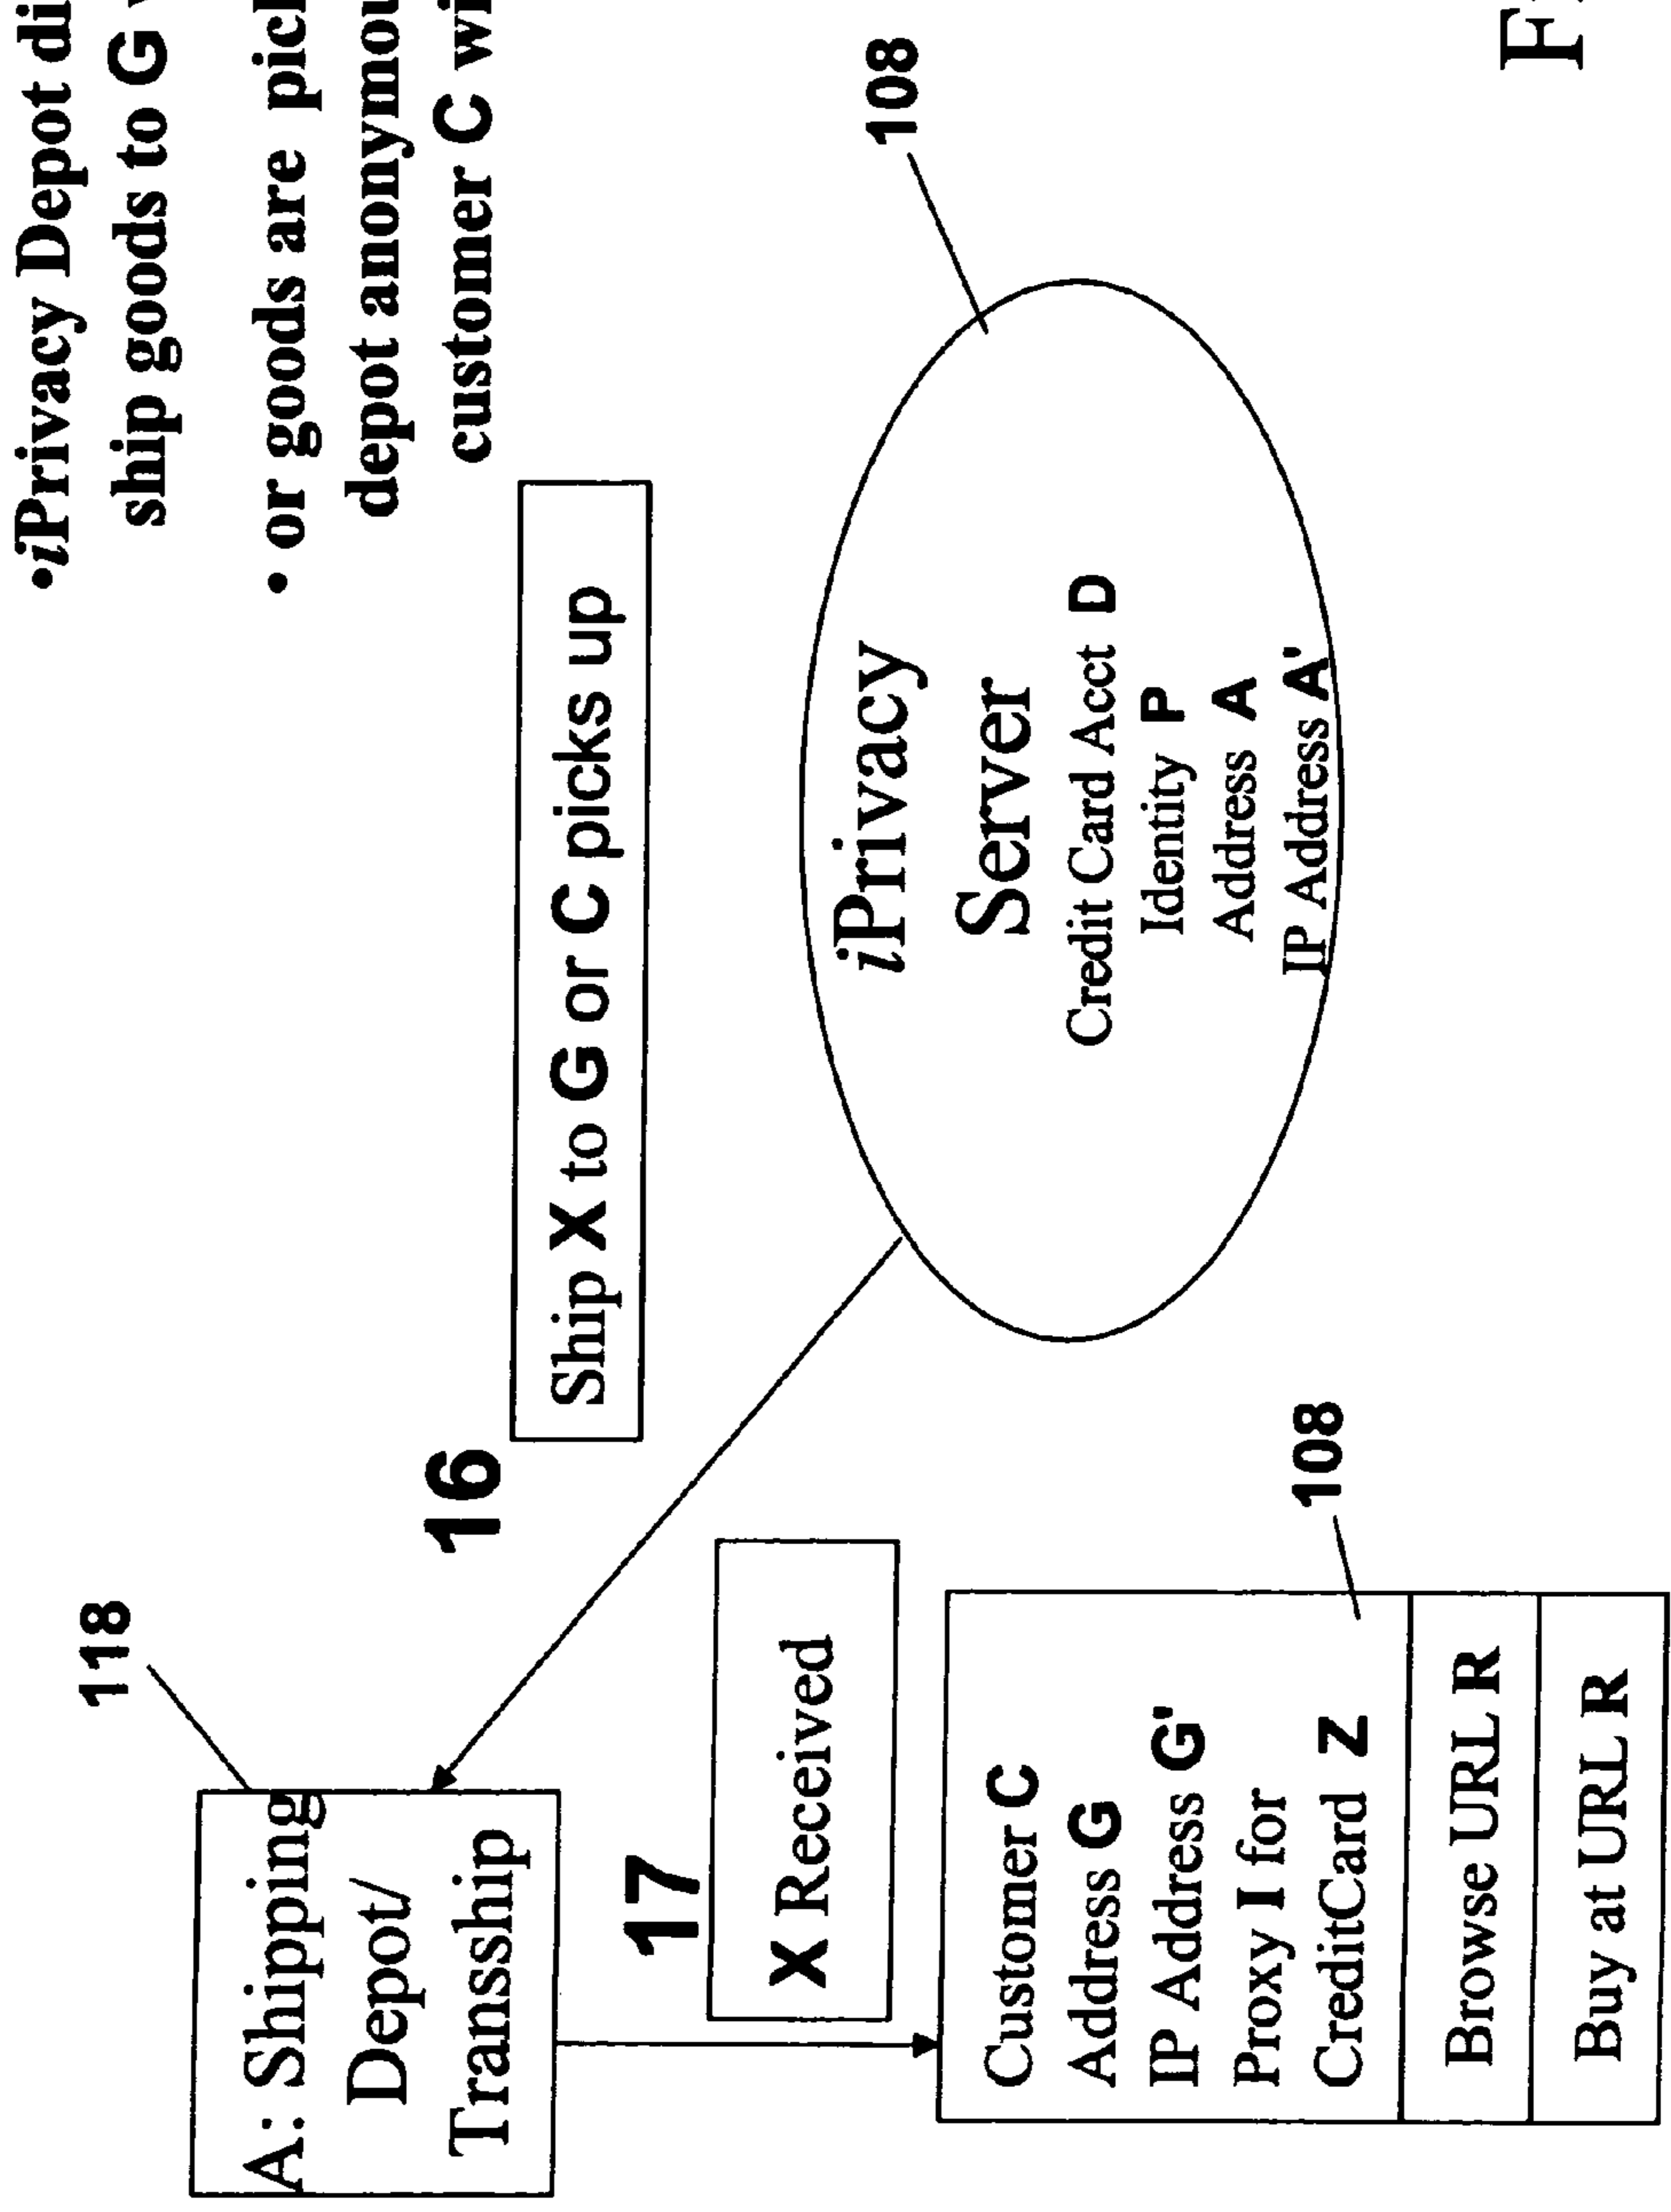 •iPrivacy Depot di
ship goods to G
118
A: Shipping
Depot/
Transship
• or goods are
depot anonymou
customer C wi
16
Ship X to G or C picks up
17
X Received
108
iPrivacy
Server
Credit Card Acct D
Identity P
Address A
IP Address A'
Customer C
Address G
IP Address G'
Proxy I for
CreditCard Z
108
Browse URL R
Buy at URL R
F